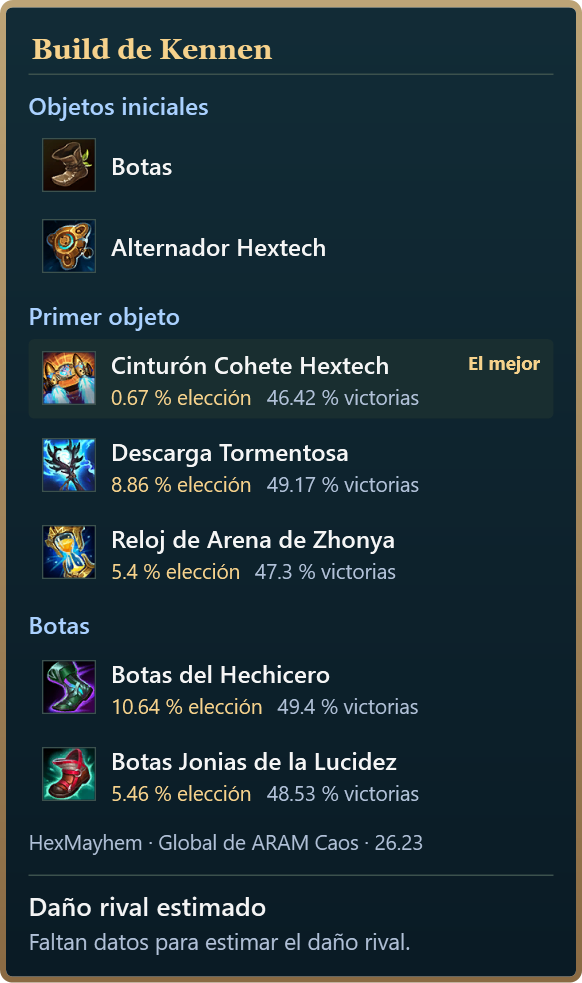 Build de Kennen
Objetos iniciales
Botas
Alternador Hextech
Primer objeto
Cinturón Cohete Hextech
El mejor
0.67 % elección 46.42 % victorias
Descarga Tormentosa
8.86 % elección 49.17 % victorias
Reloj de Arena de Zhonya
5.4 % elección 47.3 % victorias
Botas
Botas del Hechicero
10.64 % elección 49.4 % victorias
Botas Jonias de la Lucidez
5.46 % elección 48.53 % victorias
HexMayhem · Global de ARAM Caos · 26.23
Daño rival estimado
Faltan datos para estimar el daño rival.